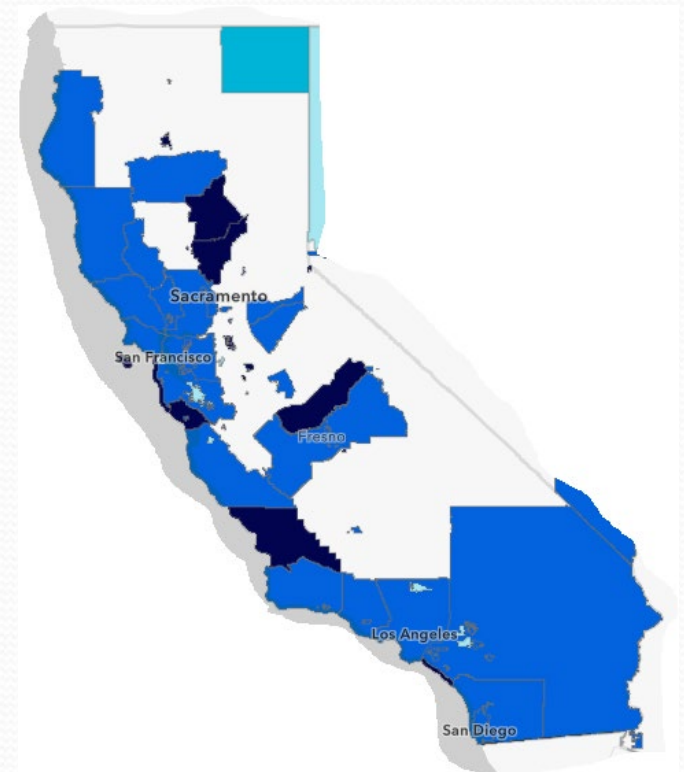 Sacramento
San Francisco
Fresno
Los Angeles
San Diego